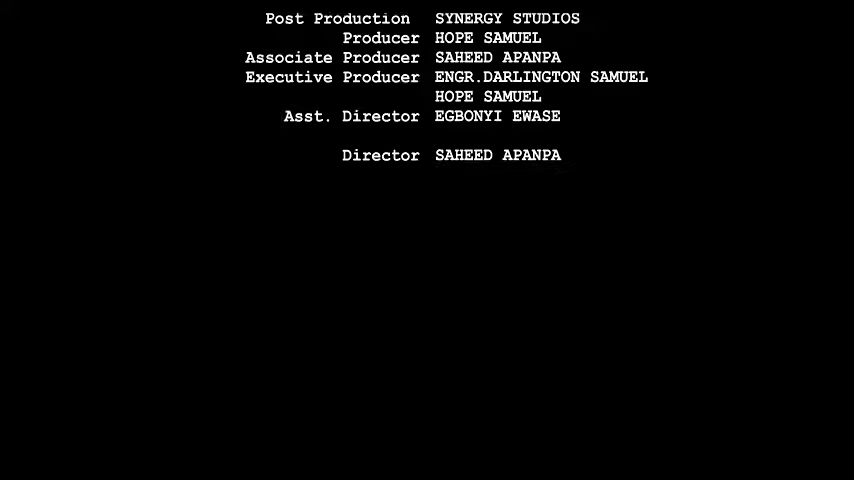 Post Production SYNERGY STUDIOS
Producer HOPE SAMUEL
Associate Producer SAHEED APANPA
Executive Producer ENGR.DARLINGTON SAMUEL
HOPE SAMUEL
Asst. Director EGBONYI EWASE
Director SAHEED APANPA